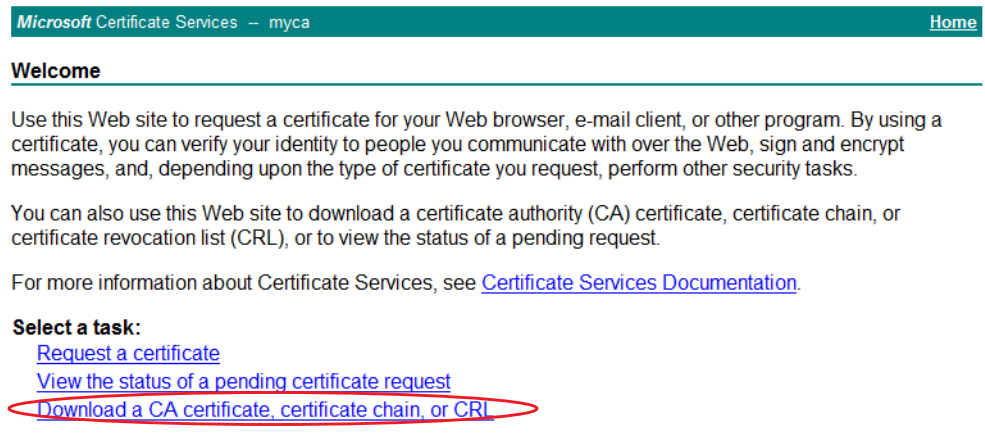 Microsoft Certificate Services -- myca Home
Welcome
Use this Web site to request a certificate for your Web browser, e-mail client, or other program. By using a
certificate, you can verify your identity to people you communicate with over the Web, sign and encrypt
messages, and, depending upon the type of certificate you request, perform other security tasks.
You can also use this Web site to download a certificate authority (CA) certificate, certificate chain, or
certificate revocation list (CRL), or to view the status of a pending request.
For more information about Certificate Services, see Certificate Services Documentation.
Select a task:
Request a certificate
View the status of a pending certificate request
Download a CA certificate, certificate chain, or CRL